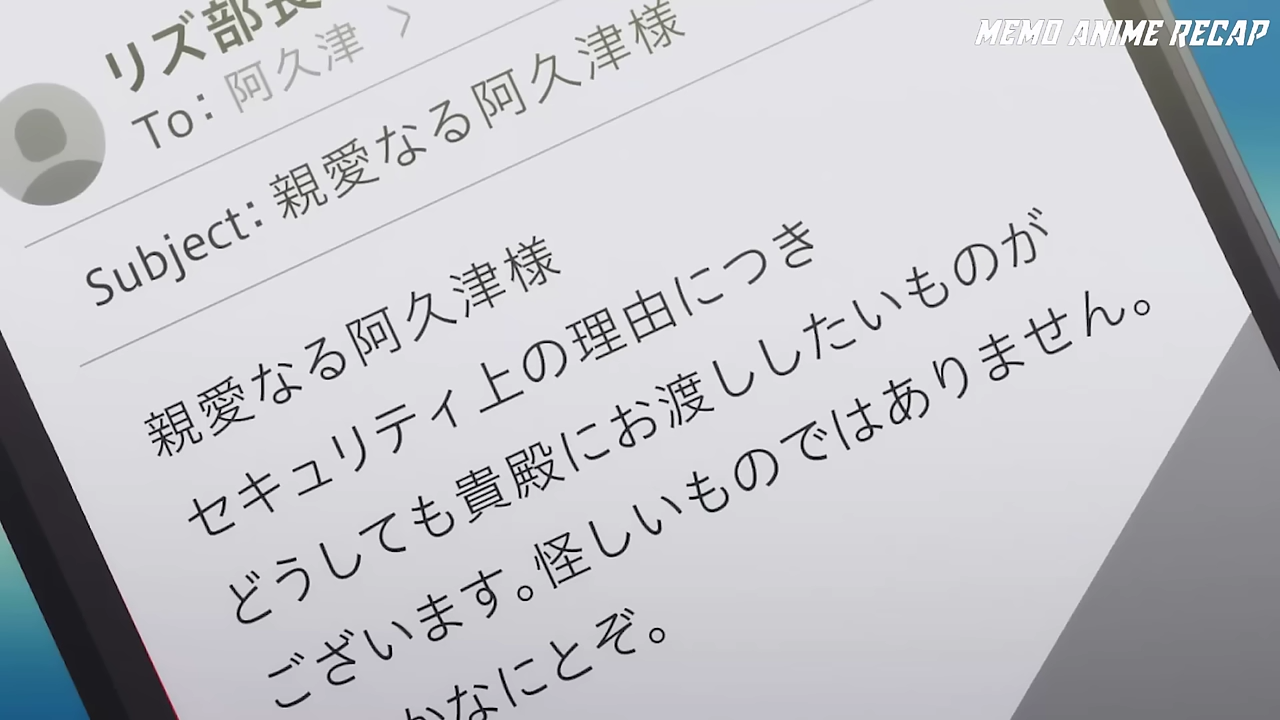 MEMO ANIME RECAP
リズ部長
To: 阿久津 >
Subject: 親愛なる阿久津様
親愛なる阿久津様
セキュリティ上の理由につき
どうしても貴殿にお渡ししたいものが
ございます。怪しいものではありません。
かなにとぞ。